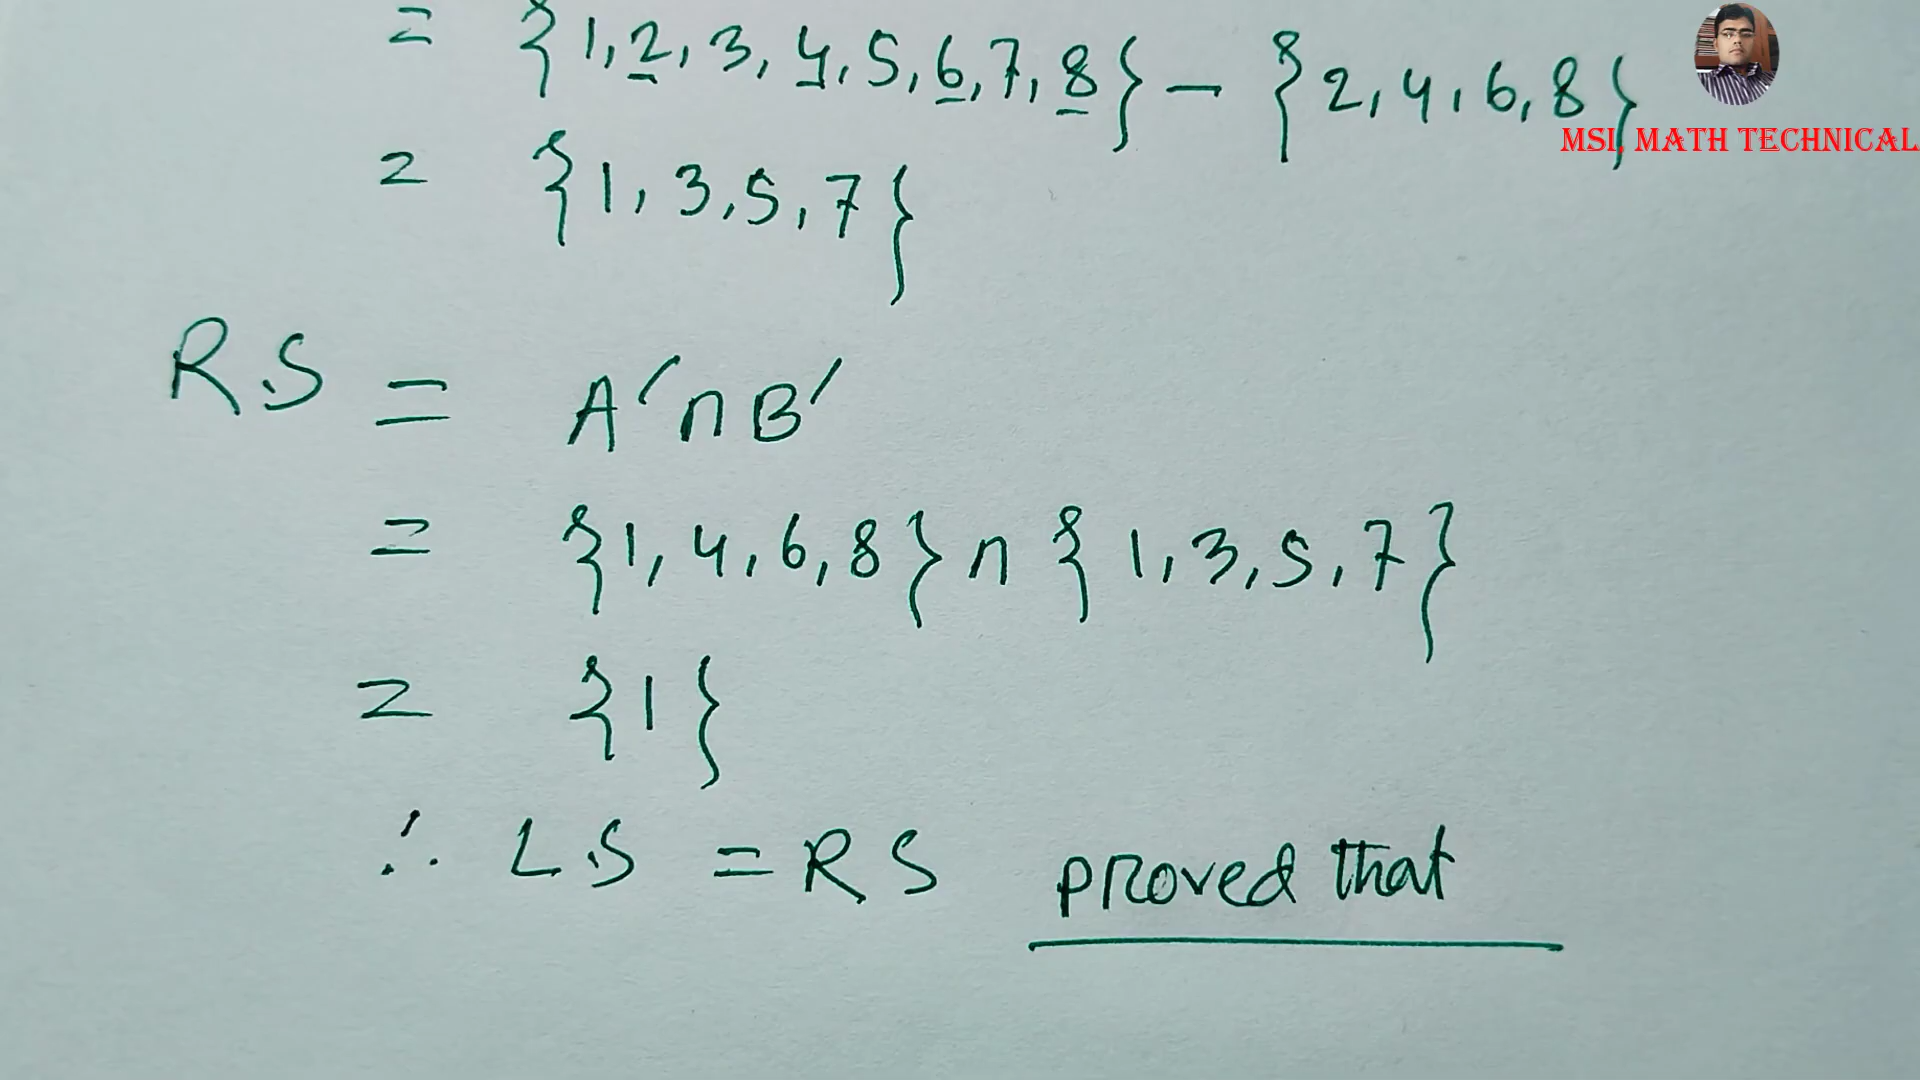 = {1, 2, 3, 4, 5, 6, 7, 8} - {2, 4, 6, 8}
MSI, MATH TECHNICAL
= {1, 3, 5, 7}
R.S = A′∩B′
= {1, 4, 6, 8} ∩ {1, 3, 5, 7}
= {1}
∴ L.S = R S proved that